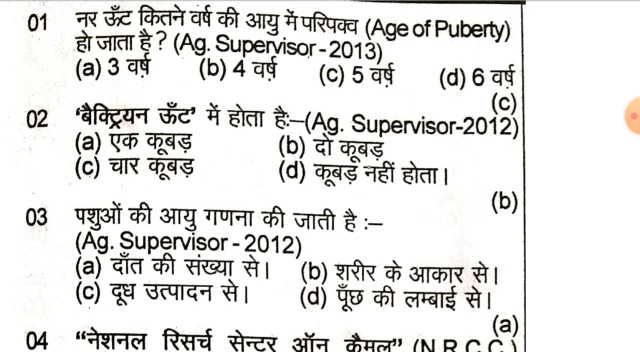 01 नर ऊँट कितने वर्ष की आयु में परिपक्व (Age of Puberty)
हो जाता है? (Ag. Supervisor - 2013)
(a) 3 वर्ष (b) 4 वर्ष (c) 5 वर्ष (d) 6 वर्ष
(c)
02 ‘बैक्ट्रियन ऊँट’ में होता है:–(Ag. Supervisor-2012)
(a) एक कूबड़ (b) दो कूबड़
(c) चार कूबड़ (d) कूबड़ नहीं होता।
(b)
03 पशुओं की आयु गणना की जाती है :–
(Ag. Supervisor - 2012)
(a) दाँत की संख्या से। (b) शरीर के आकार से।
(c) दूध उत्पादन से। (d) पूँछ की लम्बाई से।
(a)
04 “नेशनल रिसर्च सेन्टर ऑन कैमल” (N.R.C.C.)